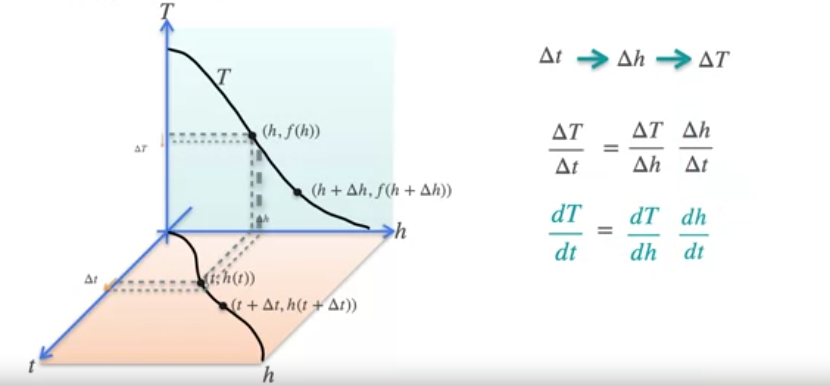 T
T
(h, f(h))
ΔT
(h + Δh, f(h + Δh))
Δh
h
Δt
(t, h(t))
(t + Δt, h(t + Δt))
t
h
Δt → Δh → ΔT
ΔT/Δt = ΔT/Δh Δh/Δt
dT/dt = dT/dh dh/dt